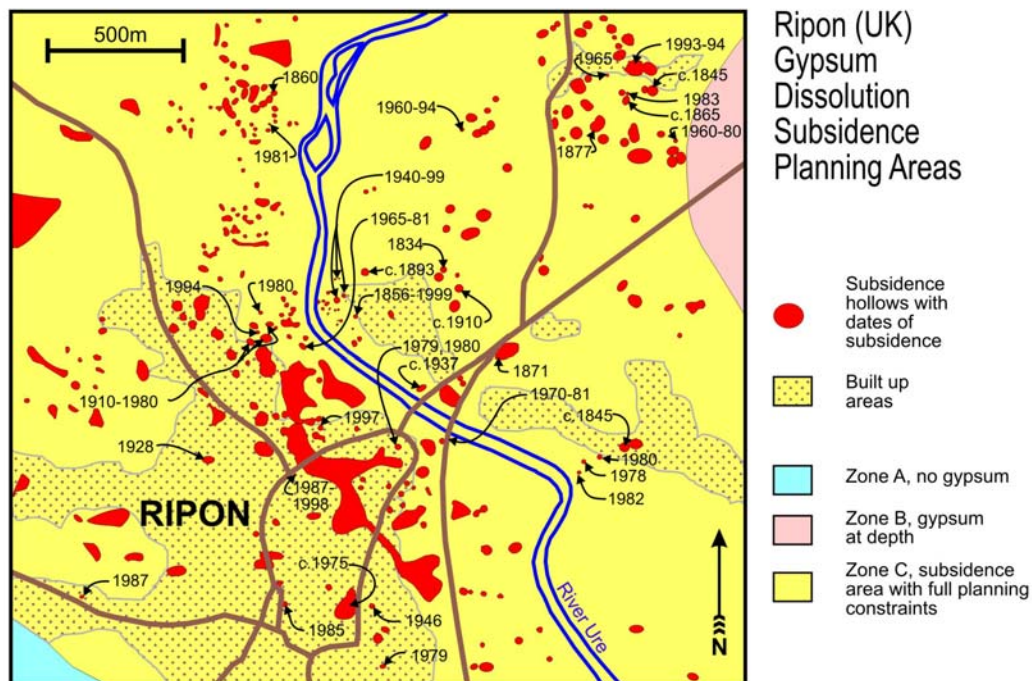 500m
1860
1981
1960-94
1965
1993-94
c.1845
1983
c.1865
1960-80
1877
1940-99
1965-81
1834
c.1893
1856-1999
c.1910
1994
1980
1979,1980
c.1937
1871
1910-1980
1997
1970-81
c.1845
1928
1980
1978
1982
1987-
1998
RIPON
c.1975
1987
1985
1946
1979
River Ure
N
Ripon (UK)
Gypsum
Dissolution
Subsidence
Planning Areas
Subsidence
hollows with
dates of
subsidence
Built up
areas
Zone A, no gypsum
Zone B, gypsum
at depth
Zone C, subsidence
area with full planning
constraints